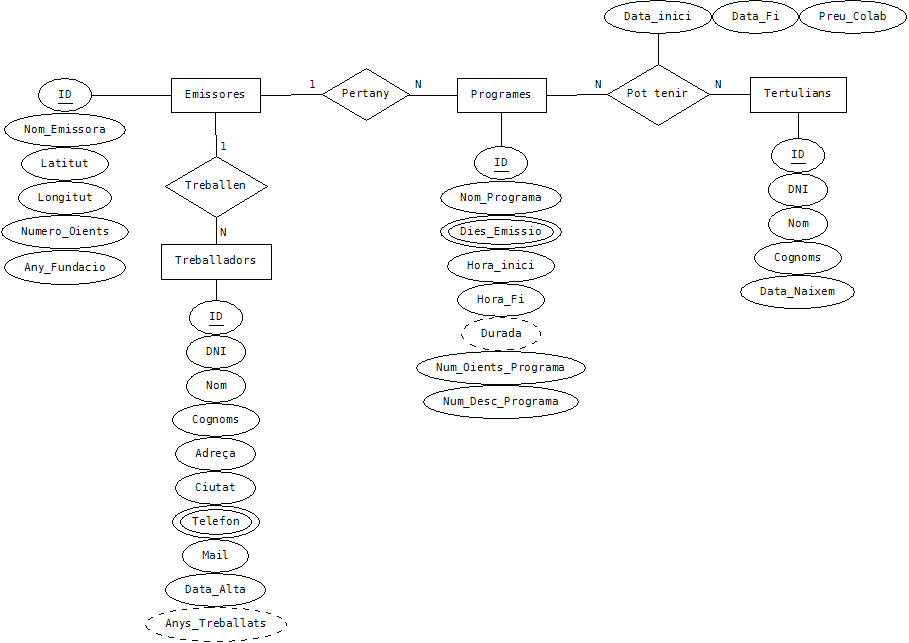 Data_inici Data_Fi Preu_Colab
ID Emissores 1 Pertany N Programes N Pot tenir N Tertulians
Nom_Emissora
Latitut
Longitut
Numero_Oients
Any_Fundacio
1
Treballen
N
Treballadors
ID
DNI
Nom
Cognoms
Adreça
Ciutat
Telefon
Mail
Data_Alta
Anys_Treballats
ID
Nom_Programa
Dies_Emissio
Hora_inici
Hora_Fi
Durada
Num_Oients_Programa
Num_Desc_Programa
ID
DNI
Nom
Cognoms
Data_Naixem